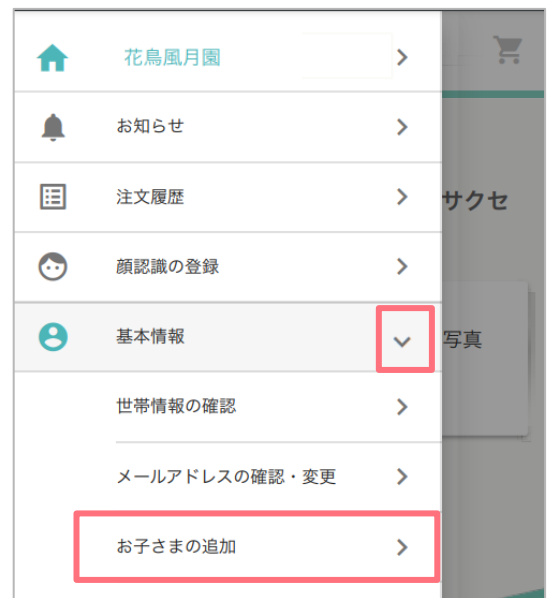 花鳥風月園
お知らせ
注文履歴
サクセ
顔認識の登録
基本情報
写真
世帯情報の確認
メールアドレスの確認・変更
お子さまの追加